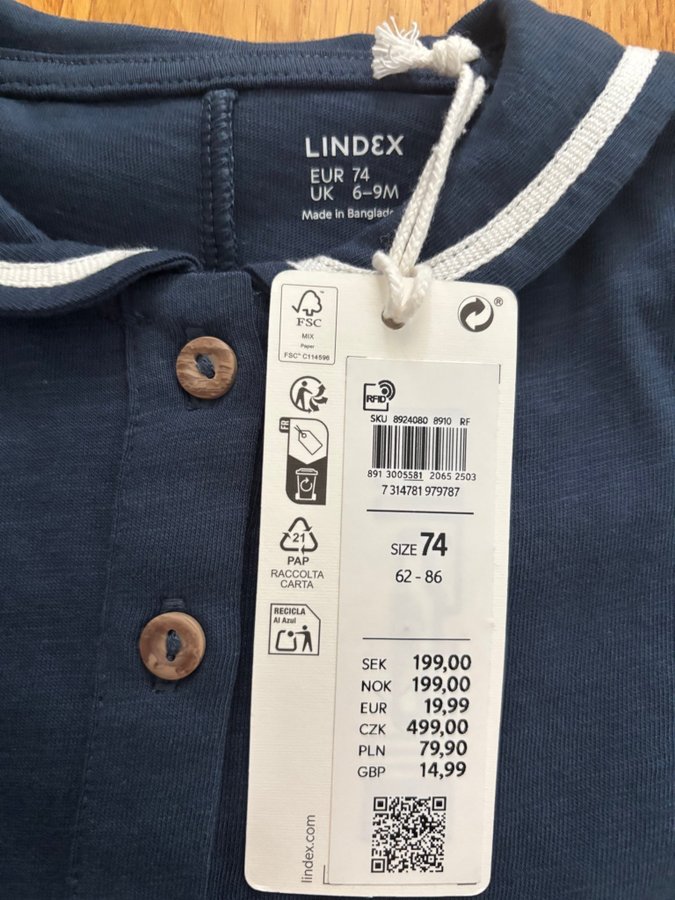 LINDEX
EUR 74
UK 6–9M
Made in
®
FSC
MIX
Paper
FSC® C114596
RFID
SKU 8924080 8910 RF
891 3005581 2065 2503
7 314781 979787
FR
SIZE 74
62 - 86
21
PAP
RACCOLTA
CARTA
RECICLA
Al Azul
SEK 199,00
NOK 199,00
EUR 19,99
CZK 499,00
PLN 79,90
GBP 14,99
lindex.com